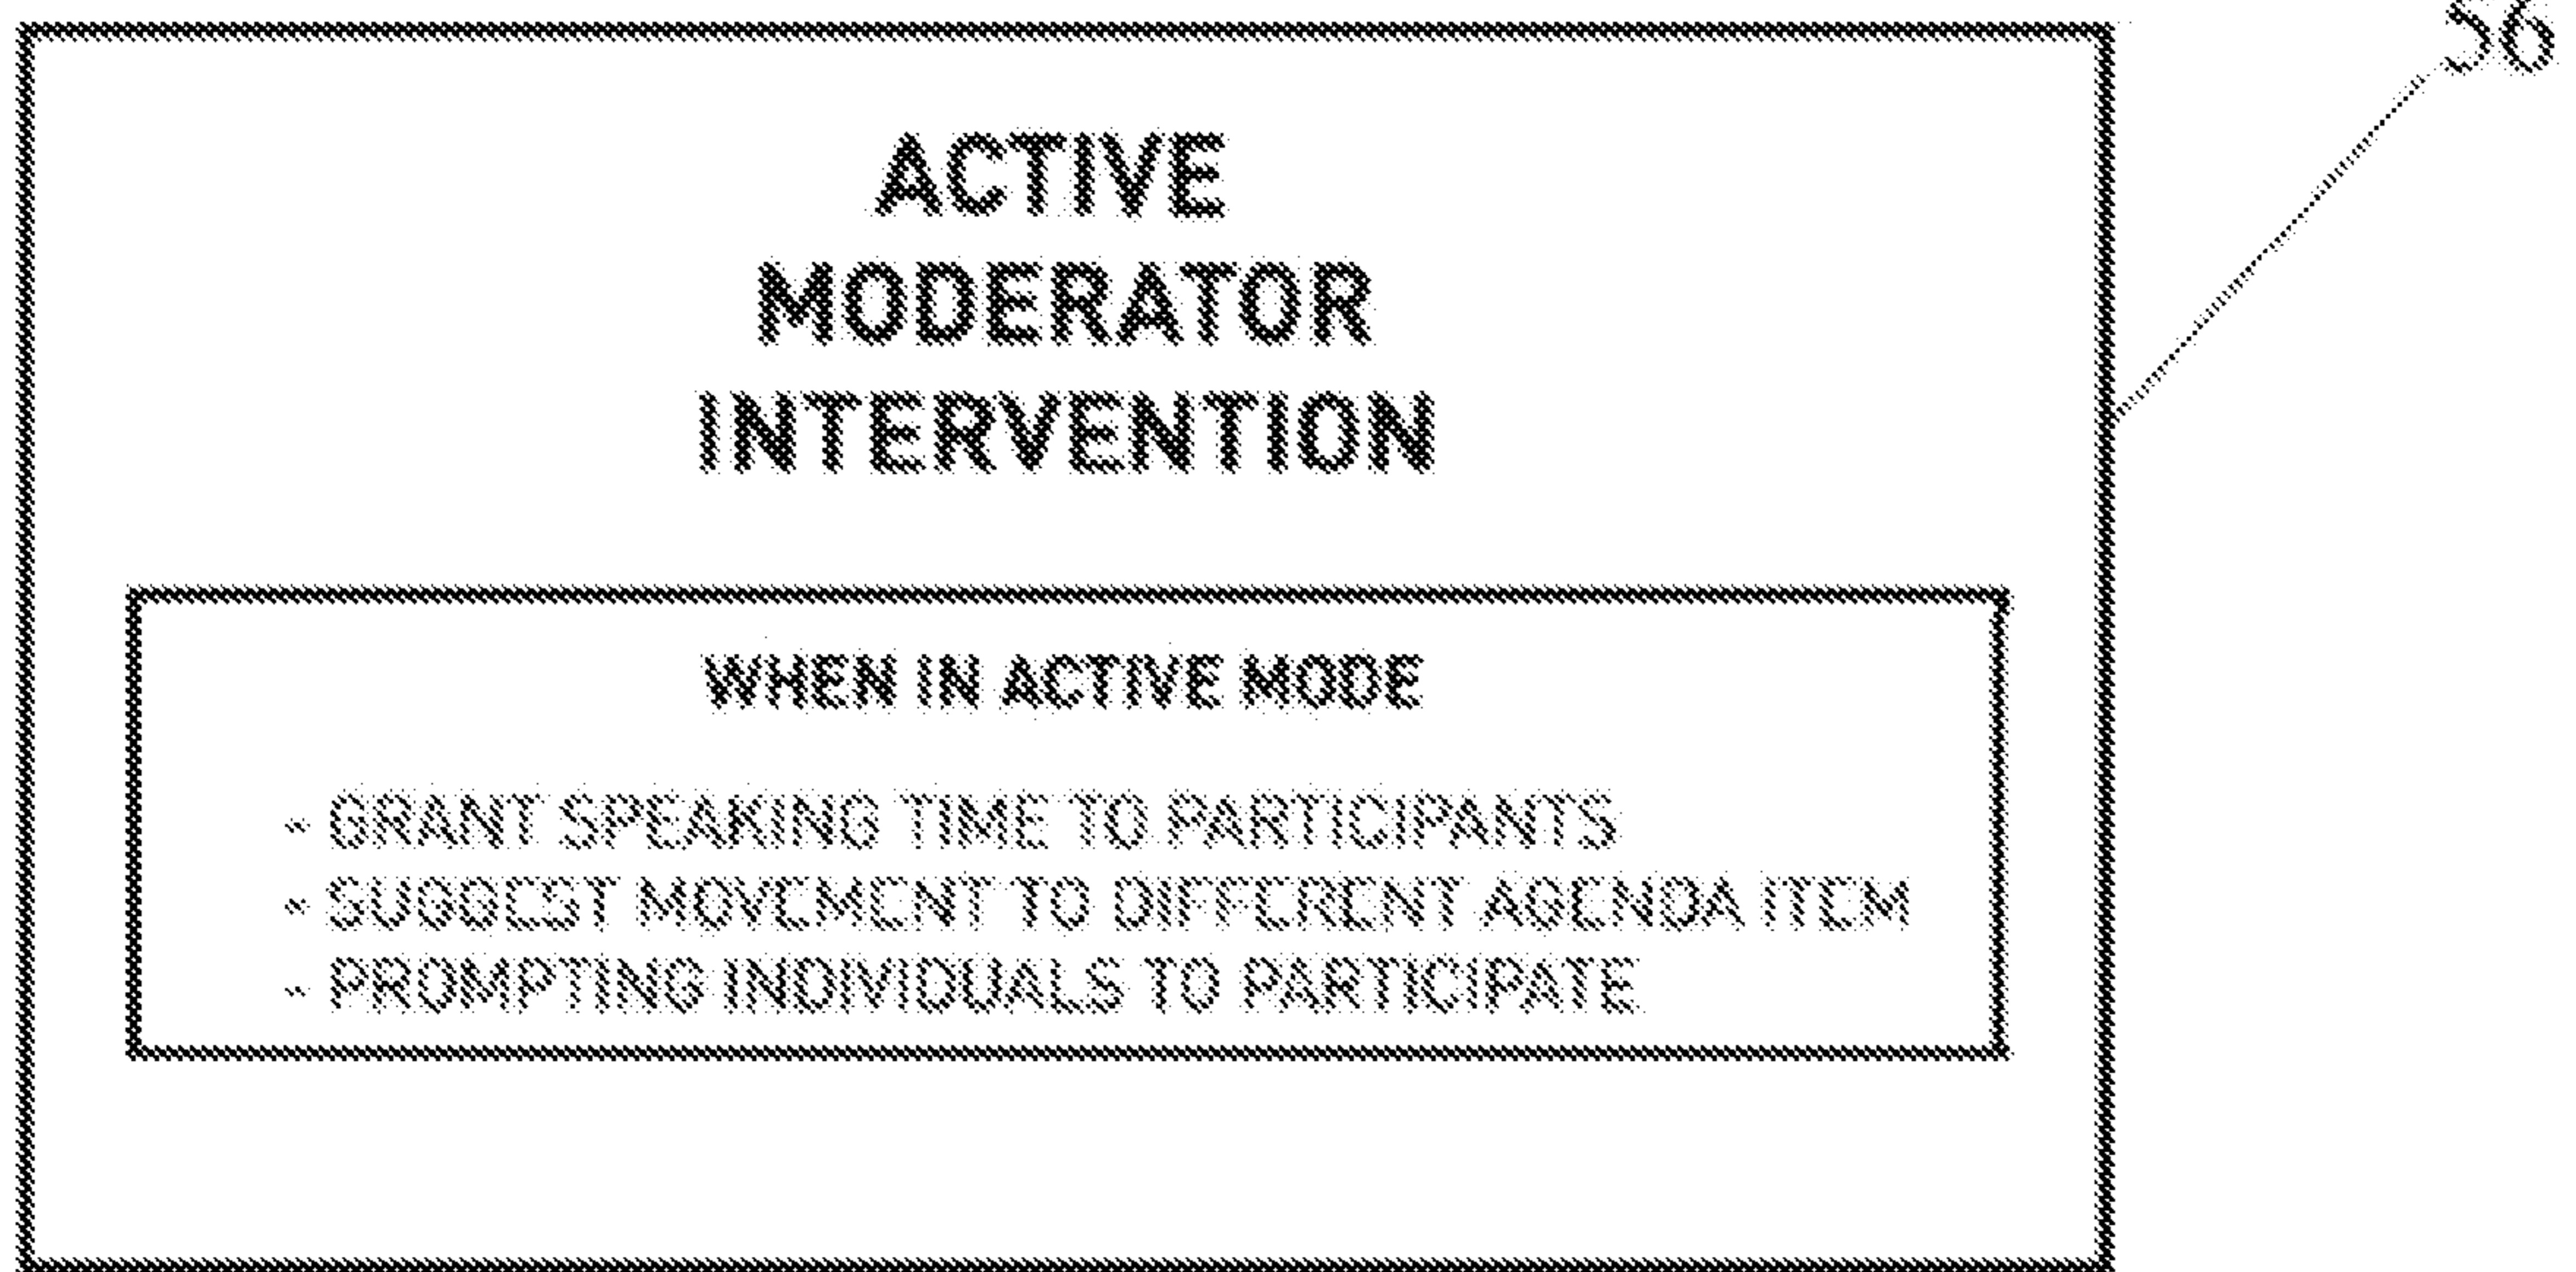 56
ACTIVE
MODERATOR
INTERVENTION
WHEN IN ACTIVE MODE
- GRANT SPEAKING TIME TO PARTICIPANTS
- SUGGEST MOVEMENT TO DIFFERENT AGENDA ITEM
- PROMPTING INDIVIDUALS TO PARTICIPATE